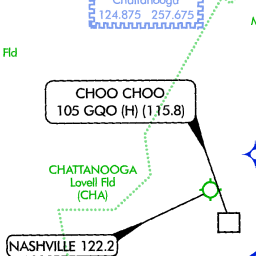 Chattanooga
124.875 257.675
Fld
CHOO CHOO
105 GQO (H) (115.8)
CHATTANOOGA
Lovell Fld
(CHA)
NASHVILLE 122.2